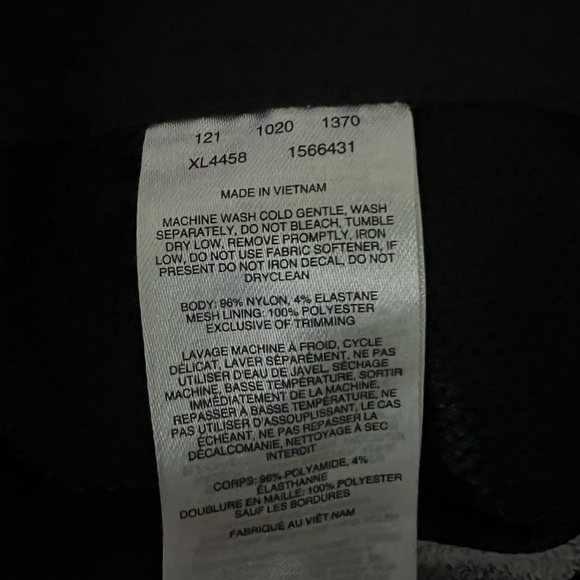 121 1020 1370
XL4458 1566431
MADE IN VIETNAM
MACHINE WASH COLD GENTLE, WASH
SEPARATELY, DO NOT BLEACH, TUMBLE
DRY LOW, REMOVE PROMPTLY, IRON
LOW, DO NOT USE FABRIC SOFTENER, IF
PRESENT DO NOT IRON DECAL, DO NOT
DRYCLEAN
BODY: 96% NYLON, 4% ELASTANE
MESH LINING: 100% POLYESTER
EXCLUSIVE OF TRIMMING
LAVAGE MACHINE À FROID, CYCLE
DÉLICAT, LAVER SÉPARÉMENT, NE PAS
UTILISER D'EAU DE JAVEL, SÉCHAGE
MACHINE, BASSE TEMPÉRATURE, SORTIR
IMMÉDIATEMENT DE LA MACHINE,
REPASSER À BASSE TEMPÉRATURE, NE
PAS UTILISER D'ASSOUPLISSANT, LE CAS
ÉCHÉANT, NE PAS REPASSER LA
DÉCALCOMANIE, NETTOYAGE À SEC
INTERDIT
CORPS: 96% POLYAMIDE, 4%
ÉLASTHANNE
DOUBLURE EN MAILLE: 100% POLYESTER
SAUF LES BORDURES
FABRIQUÉ AU VIÊT NAM